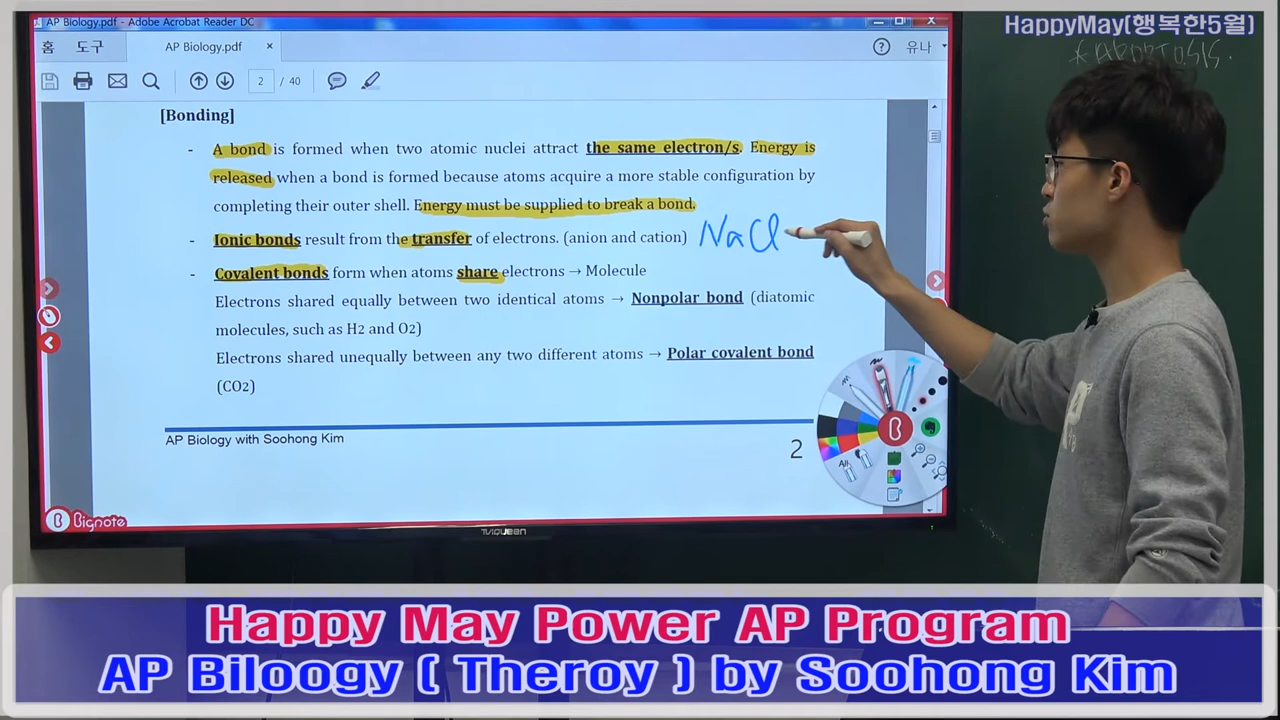 AP Biology.pdf - Adobe Acrobat Reader DC
HappyMay(행복한5월)
홈 도구 AP Biology.pdf × ? 유나
* APOPTOSIS.
2 / 40
[Bonding]
- A bond is formed when two atomic nuclei attract the same electron/s. Energy is
released when a bond is formed because atoms acquire a more stable configuration by
completing their outer shell. Energy must be supplied to break a bond.
- Ionic bonds result from the transfer of electrons. (anion and cation) NaCl
- Covalent bonds form when atoms share electrons → Molecule
Electrons shared equally between two identical atoms → Nonpolar bond (diatomic
molecules, such as H2 and O2)
Electrons shared unequally between any two different atoms → Polar covalent bond
(CO2)
AP Biology with Soohong Kim
2
All
Bignote
Happy May Power AP Program
AP Biloogy ( Theroy ) by Soohong Kim